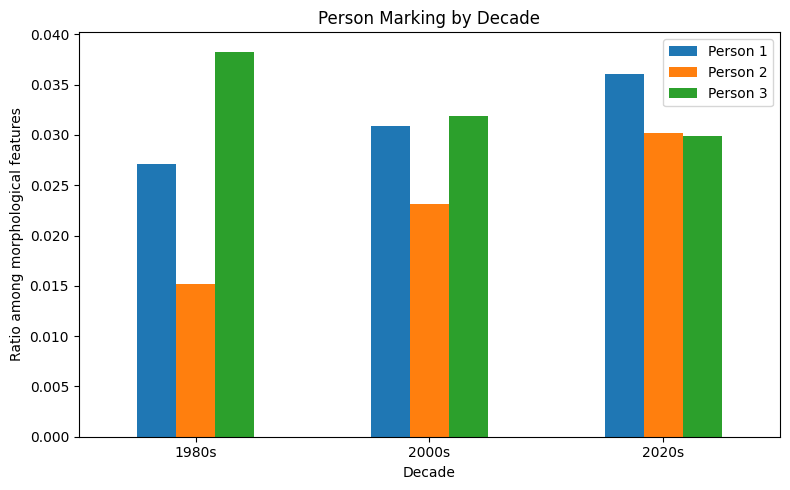 Person Marking by Decade
Ratio among morphological features
0.040
0.035
0.030
0.025
0.020
0.015
0.010
0.005
0.000
Person 1
Person 2
Person 3
1980s
2000s
2020s
Decade